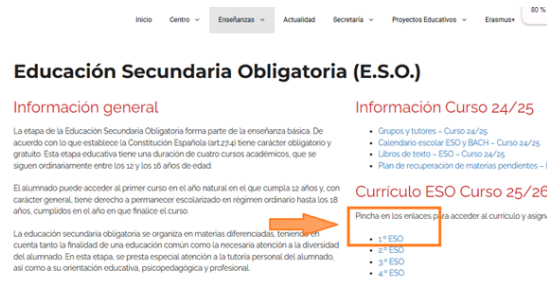 80 %
Inicio Centro Enseñanzas Actualidad Secretaría Proyectos Educativos Erasmus+
Educación Secundaria Obligatoria (E.S.O.)
Información general
La etapa de la Educación Secundaria Obligatoria forma parte de la enseñanza básica. De
acuerdo con lo que establece la Constitución Española (art.27.4) tiene carácter obligatorio y
gratuito. Esta etapa educativa tiene una duración de cuatro cursos académicos, que se
siguen ordinariamente entre los 12 y los 16 años de edad.
El alumnado puede acceder al primer curso en el año natural en el que cumpla 12 años y, con
carácter general, tiene derecho a permanecer escolarizado en régimen ordinario hasta los 18
años, cumplidos en el año en que finalice el curso.
La educación secundaria obligatoria se organiza en materias diferenciadas, teniendo en
cuenta tanto la finalidad de una educación común como la necesaria atención a la diversidad
del alumnado. En esta etapa, se presta especial atención a la tutoría personal del alumnado,
así como a su orientación educativa, psicopedagógica y profesional.
Información Curso 24/25
Grupos y tutores – Curso 24/25
Calendario escolar ESO y BACH – Curso 24/25
Libros de texto – ESO – Curso 24/25
Plan de recuperación de materias pendientes –
Currículo ESO Curso 25/26
Pincha en los enlaces para acceder al currículo y asign
1.º ESO
2.º ESO
3.º ESO
4.º ESO